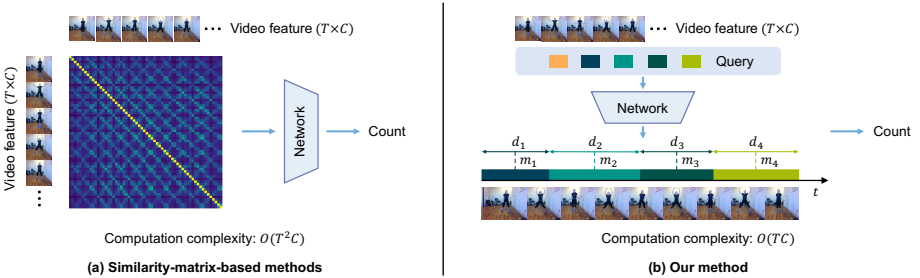 Video feature (T×C)
Video feature (T×C)
Network
Count
Computation complexity: O(T²C)
(a) Similarity-matrix-based methods
Video feature (T×C)
Query
Network
d₁ d₂ d₃ d₄
m₁ m₂ m₃ m₄
t
Count
Computation complexity: O(TC)
(b) Our method